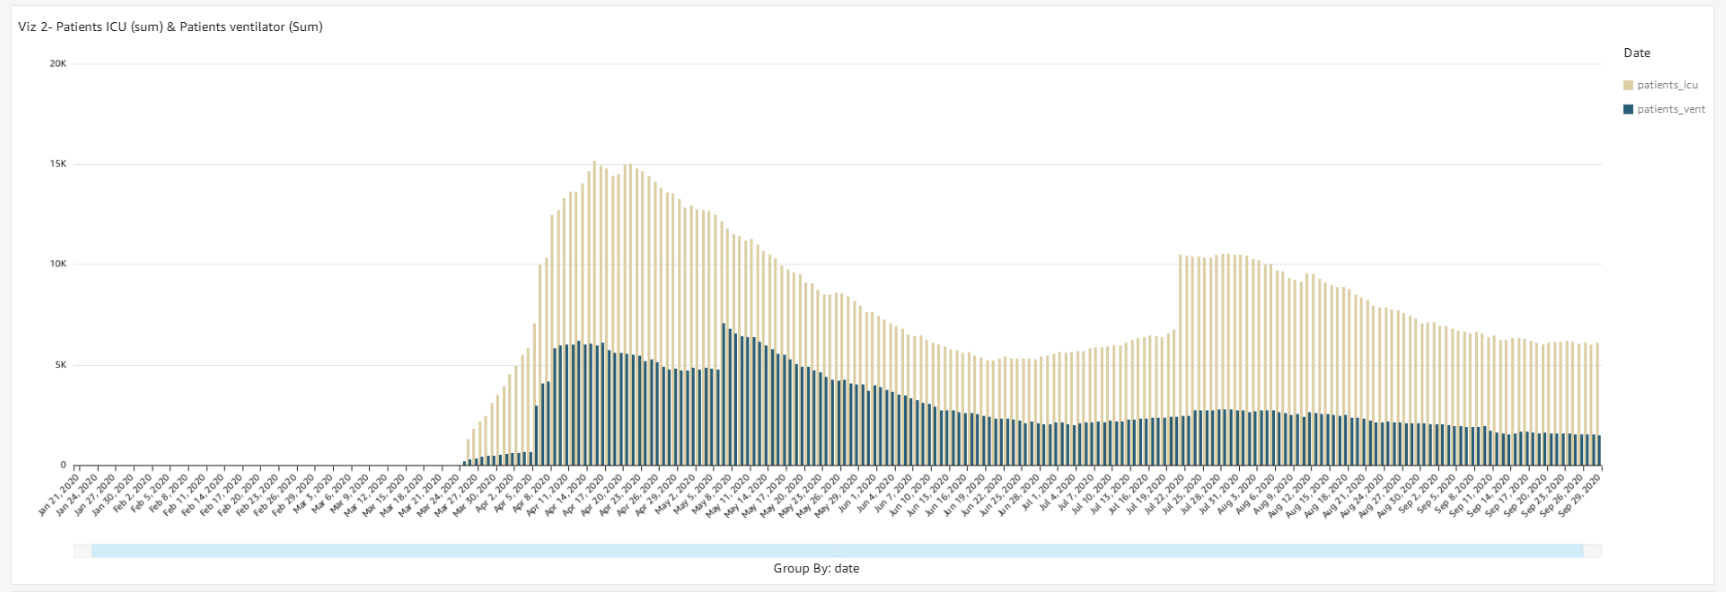 Viz 2- Patients ICU (sum) & Patients ventilator (Sum)
Date
patients_icu
patients_vent
20K
15K
10K
5K
0
Jan 21, 2020
Jan 24, 2020
Jan 27, 2020
Jan 30, 2020
Feb 2, 2020
Feb 5, 2020
Feb 8, 2020
Feb 11, 2020
Feb 14, 2020
Feb 17, 2020
Feb 20, 2020
Feb 23, 2020
Feb 26, 2020
Feb 29, 2020
Mar 3, 2020
Mar 6, 2020
Mar 9, 2020
Mar 12, 2020
Mar 15, 2020
Mar 18, 2020
Mar 21, 2020
Mar 24, 2020
Mar 27, 2020
Mar 30, 2020
Apr 2, 2020
Apr 5, 2020
Apr 8, 2020
Apr 11, 2020
Apr 14, 2020
Apr 17, 2020
Apr 20, 2020
Apr 23, 2020
Apr 26, 2020
Apr 29, 2020
May 2, 2020
May 5, 2020
May 8, 2020
May 11, 2020
May 14, 2020
May 17, 2020
May 20, 2020
May 23, 2020
May 26, 2020
May 29, 2020
Jun 1, 2020
Jun 4, 2020
Jun 7, 2020
Jun 10, 2020
Jun 13, 2020
Jun 16, 2020
Jun 19, 2020
Jun 22, 2020
Jun 25, 2020
Jun 28, 2020
Jul 1, 2020
Jul 4, 2020
Jul 7, 2020
Jul 10, 2020
Jul 13, 2020
Jul 16, 2020
Jul 19, 2020
Jul 22, 2020
Jul 25, 2020
Jul 28, 2020
Jul 31, 2020
Aug 3, 2020
Aug 6, 2020
Aug 9, 2020
Aug 12, 2020
Aug 15, 2020
Aug 18, 2020
Aug 21, 2020
Aug 24, 2020
Aug 27, 2020
Aug 30, 2020
Sep 2, 2020
Sep 5, 2020
Sep 8, 2020
Sep 11, 2020
Sep 14, 2020
Sep 17, 2020
Sep 20, 2020
Sep 23, 2020
Sep 26, 2020
Sep 29, 2020
Group By: date